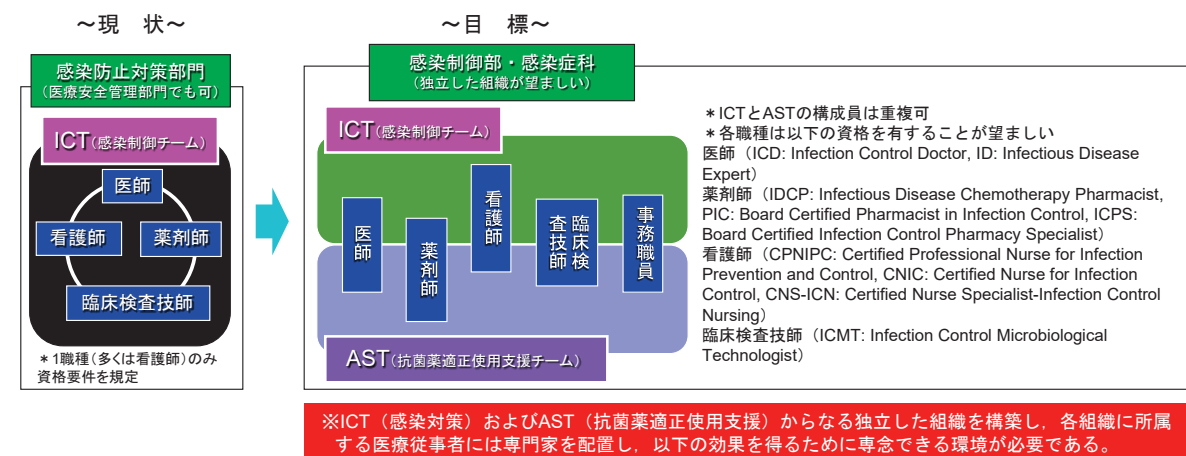 ～現　状～
感染防止対策部門
（医療安全管理部門でも可）
ICT（感染制御チーム）
医師
看護師
薬剤師
臨床検査技師
＊1職種（多くは看護師）のみ
資格要件を規定
～目　標～
感染制御部・感染症科
（独立した組織が望ましい）
ICT（感染制御チーム）
医師
薬剤師
看護師
臨床検
査技師
事務職員
AST（抗菌薬適正使用支援チーム）
＊ICTとASTの構成員は重複可
＊各職種は以下の資格を有することが望ましい
医師（ICD: Infection Control Doctor, ID: Infectious Disease
Expert）
薬剤師（IDCP: Infectious Disease Chemotherapy Pharmacist,
PIC: Board Certified Pharmacist in Infection Control, ICPS:
Board Certified Infection Control Pharmacy Specialist）
看護師（CPNIPC: Certified Professional Nurse for Infection
Prevention and Control, CNIC: Certified Nurse for Infection
Control, CNS-ICN: Certified Nurse Specialist-Infection Control
Nursing）
臨床検査技師（ICMT: Infection Control Microbiological
Technologist）
※ICT（感染対策）およびAST（抗菌薬適正使用支援）からなる独立した組織を構築し，各組織に所属
する医療従事者には専門家を配置し，以下の効果を得るために専念できる環境が必要である。